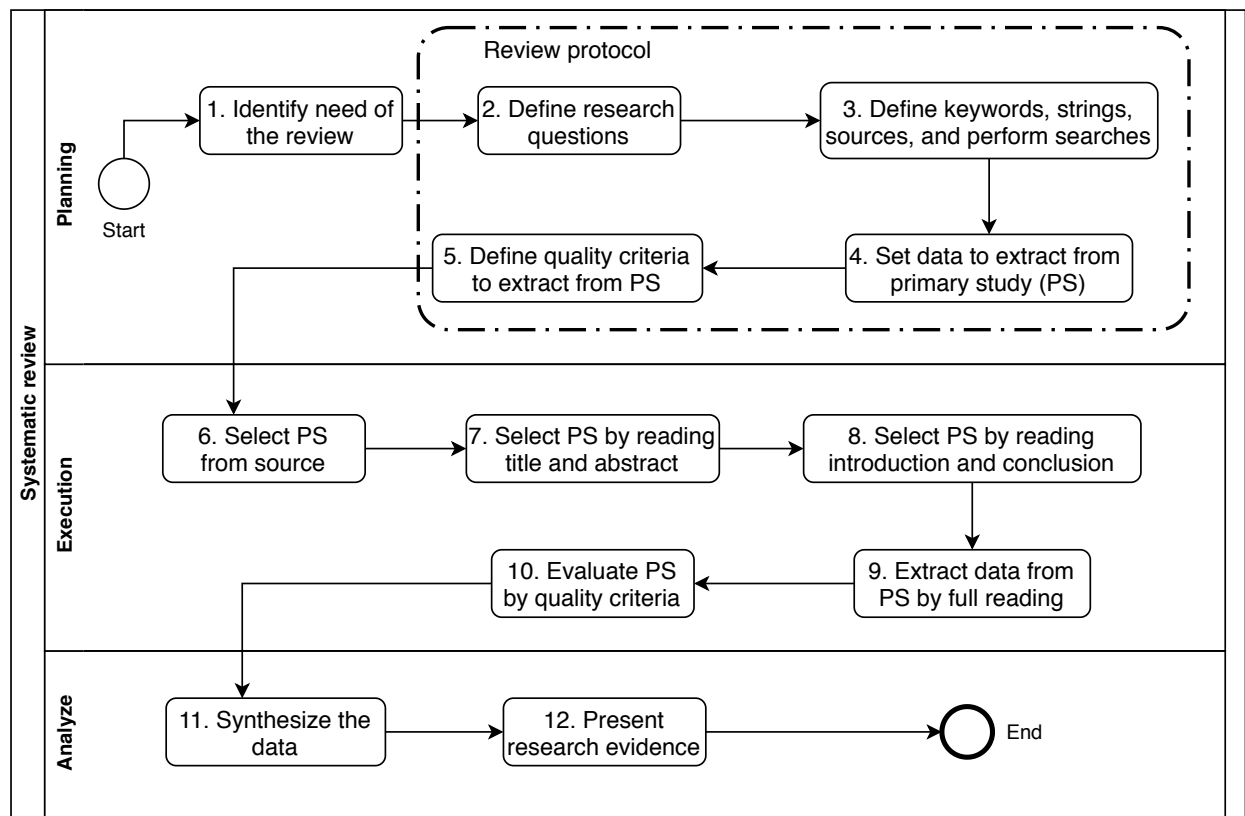 Systematic review
Planning
Review protocol
Start
1. Identify need of
the review
2. Define research
questions
3. Define keywords, strings,
sources, and perform searches
4. Set data to extract from
primary study (PS)
5. Define quality criteria
to extract from PS
Execution
6. Select PS
from source
7. Select PS by reading
title and abstract
8. Select PS by reading
introduction and conclusion
9. Extract data from
PS by full reading
10. Evaluate PS
by quality criteria
Analyze
11. Synthesize the
data
12. Present
research evidence
End